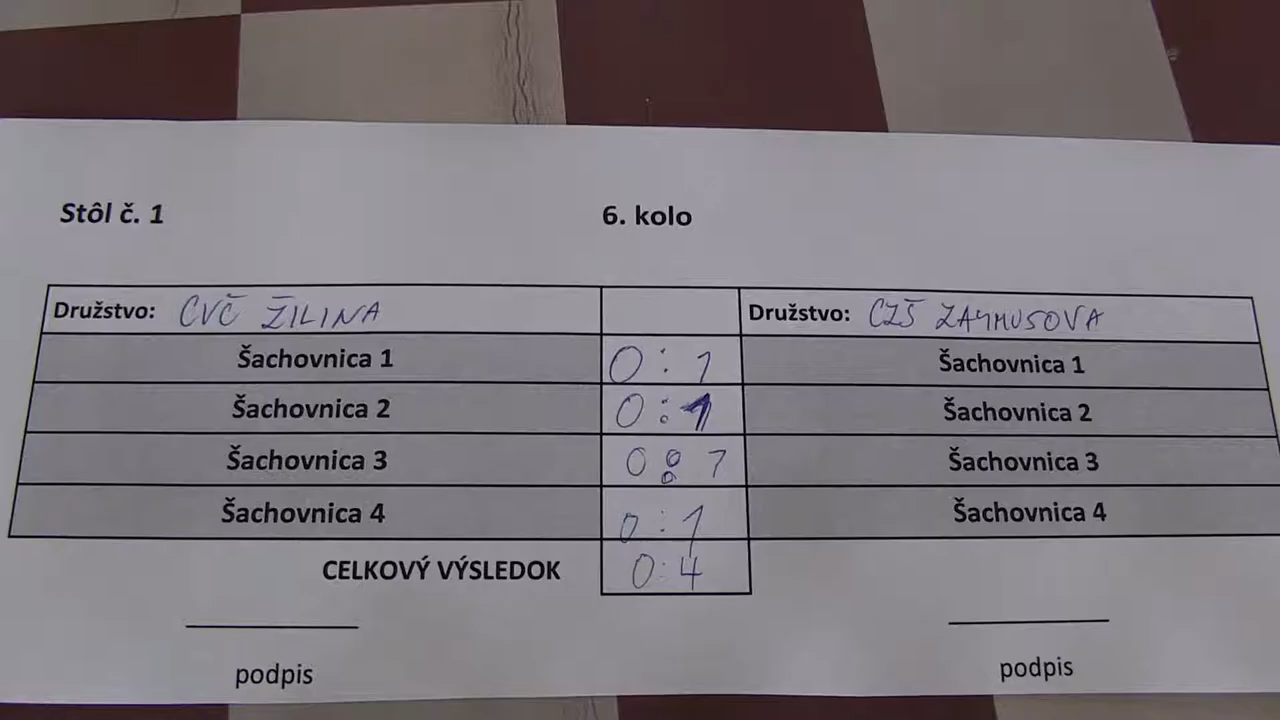 Stôl č. 1 6. kolo
Družstvo: CVČ ŽILINA Družstvo: CZŠ ZAYMUSOVA
Šachovnica 1 0 : 1 Šachovnica 1
Šachovnica 2 0 : 1 Šachovnica 2
Šachovnica 3 0 : 1 Šachovnica 3
Šachovnica 4 0 : 1 Šachovnica 4
CELKOVÝ VÝSLEDOK 0:4
podpis podpis